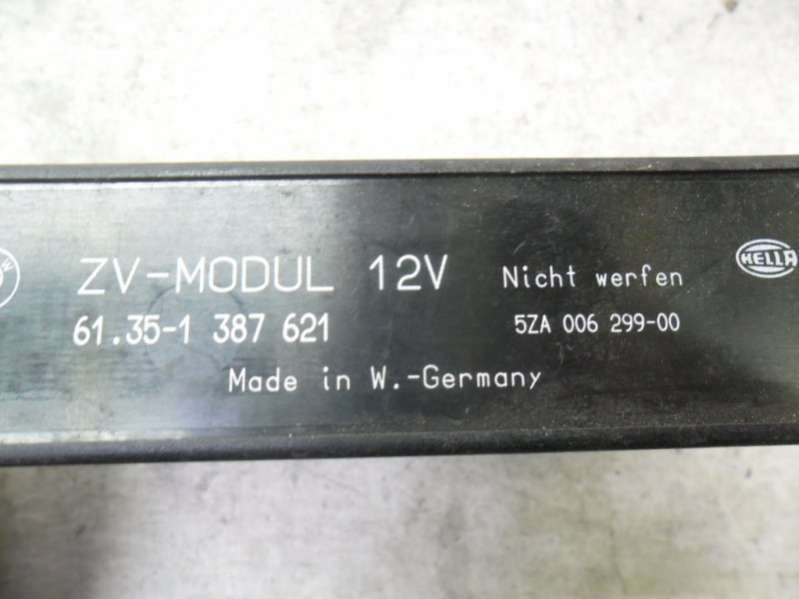 ZV-MODUL 12V Nicht werfen HELLA
61.35-1 387 621 5ZA 006 299-00
Made in W.-Germany
W